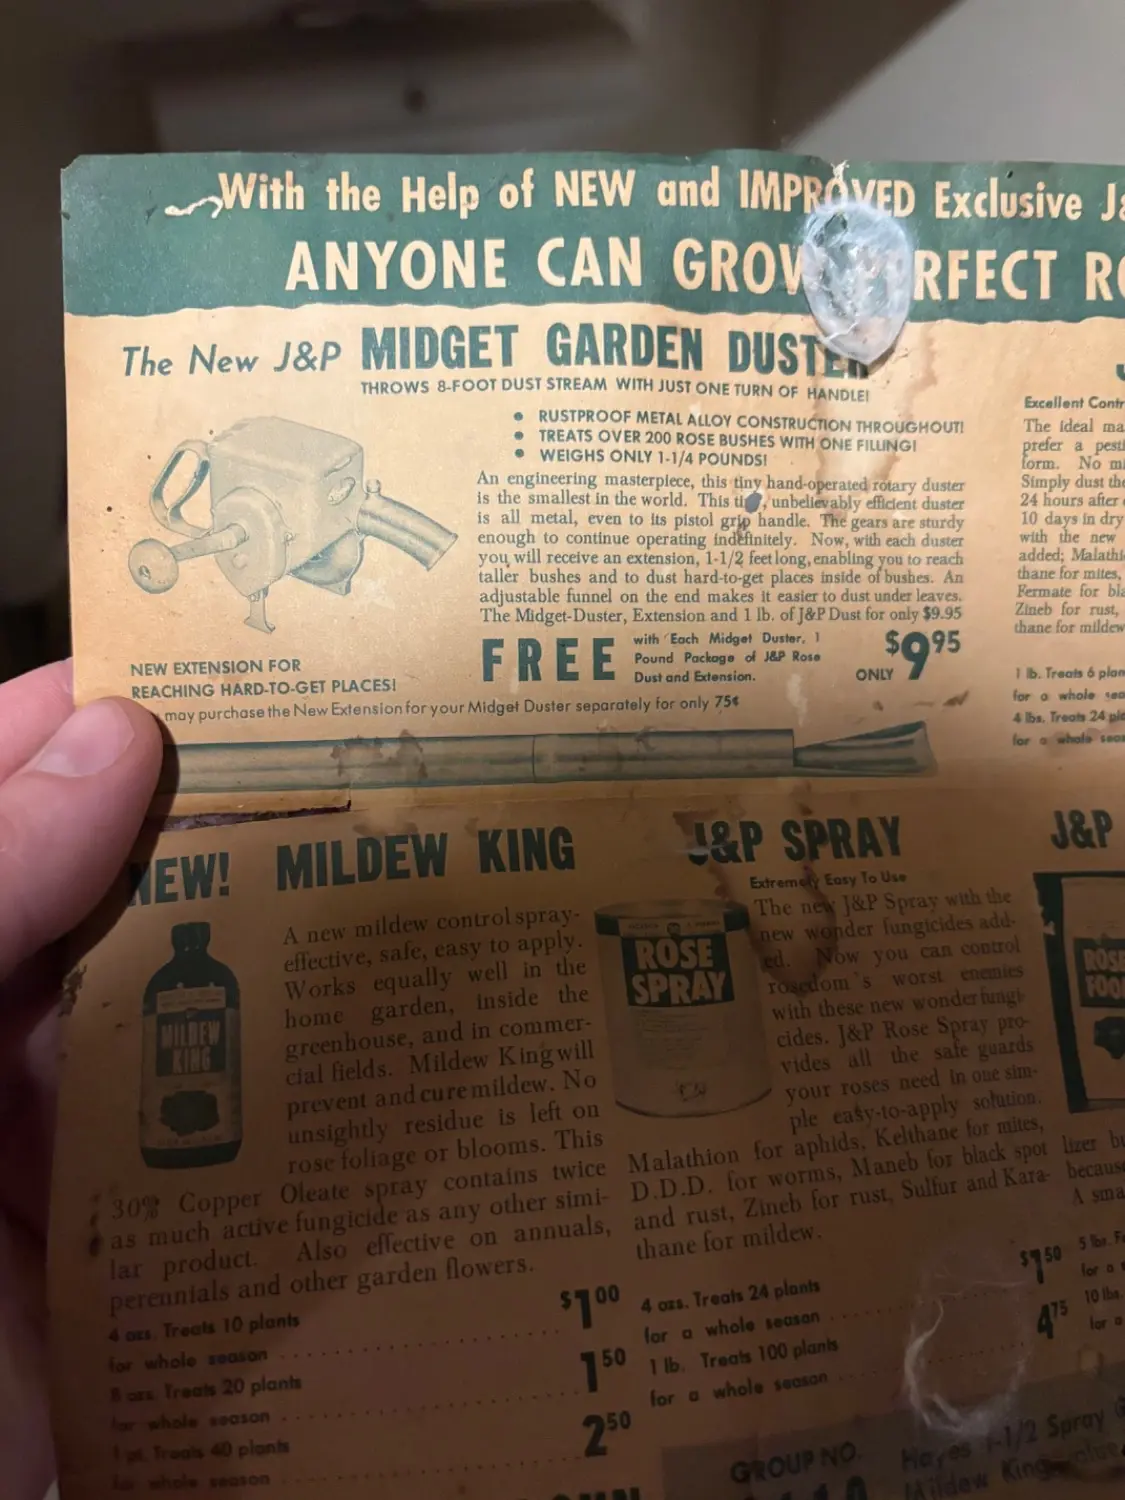 With the Help of NEW and IMPROVED Exclusive J&
ANYONE CAN GROW PERFECT RO
The New J&P MIDGET GARDEN DUSTER
THROWS 8-FOOT DUST STREAM WITH JUST ONE TURN OF HANDLE!
• RUSTPROOF METAL ALLOY CONSTRUCTION THROUGHOUT!
• TREATS OVER 200 ROSE BUSHES WITH ONE FILLING!
• WEIGHS ONLY 1-1/4 POUNDS!
An engineering masterpiece, this tiny hand-operated rotary duster
is the smallest in the world. This unbelievably efficient duster
is all metal, even to its pistol grip handle. The gears are sturdy
enough to continue operating indefinitely. Now, with each duster
you will receive an extension, 1-1/2 feet long, enabling you to reach
taller bushes and to dust hard-to-get places inside of bushes. An
adjustable funnel on the end makes it easier to dust under leaves.
The Midget-Duster, Extension and 1 lb. of J&P Dust for only $9.95
FREE
with Each Midget Duster, 1
Pound Package of J&P Rose
Dust and Extension.
ONLY $9.95
NEW EXTENSION FOR
REACHING HARD-TO-GET PLACES!
may purchase the New Extension for your Midget Duster separately for only 75¢
Excellent Contr
The ideal ma
prefer a pesti
form. No mi
Simply dust the
24 hours after
10 days in dry
with the new
added; Malathi
thane for mites,
Fermate for bla
Zineb for rust,
thane for mildew
1 lb. Treats 6 plan
for a whole sea
4 lbs. Treats 24 pla
for a whole seas
NEW! MILDEW KING
MILDEW
KING
A new mildew control spray-
effective, safe, easy to apply.
Works equally well in the
home garden, inside the
greenhouse, and in commer-
cial fields. Mildew King will
prevent and cure mildew. No
unsightly residue is left on
rose foliage or blooms. This
30% Copper Oleate spray contains twice
as much active fungicide as any other simi-
lar product. Also effective on annuals,
perennials and other garden flowers.
4 ozs. Treats 10 plants
for whole season . . . . . . . . $1.00
8 ozs. Treats 20 plants
for whole season . . . . . . . . 1.50
1 pt. Treats 40 plants
for whole season . . . . . . . . 2.50
J&P SPRAY
Extremely Easy To Use
ROSE
SPRAY
The new J&P Spray with the
new wonder fungicides add-
ed. Now you can control
rosedom's worst enemies
with these new wonder fungi-
cides. J&P Rose Spray pro-
vides all the safe guards
your roses need in one sim-
ple easy-to-apply solution.
Malathion for aphids, Kelthane for mites,
D.D.D. for worms, Maneb for black spot
and rust, Zineb for rust, Sulfur and Kara-
thane for mildew.
4 ozs. Treats 24 plants
for a whole season . . . . . . . . $1.50
1 lb. Treats 100 plants
for a whole season . . . . . . . . 4.75
J&P
ROSE
FOO
lizer b
because
A sma
5 lbs. F
for a
10 lbs.
for a
GROUP NO.
Hayes 1-1/2 Spray
Mildew King